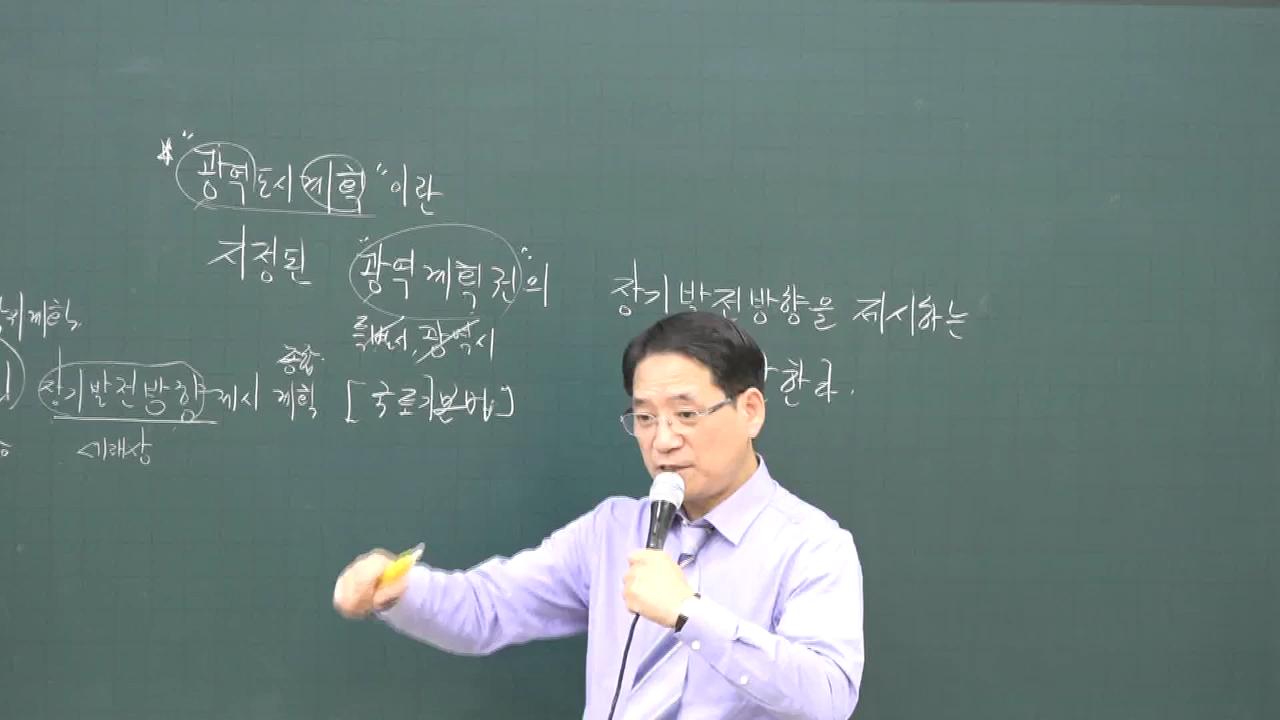 * "광역도시계획"이란
지정된 "광역계획권"의 장기발전방향을 제시하는
계획
특별시, 광역시
한다.
종합
장기발전방향 제시 계획 [국토기본법]
미래상